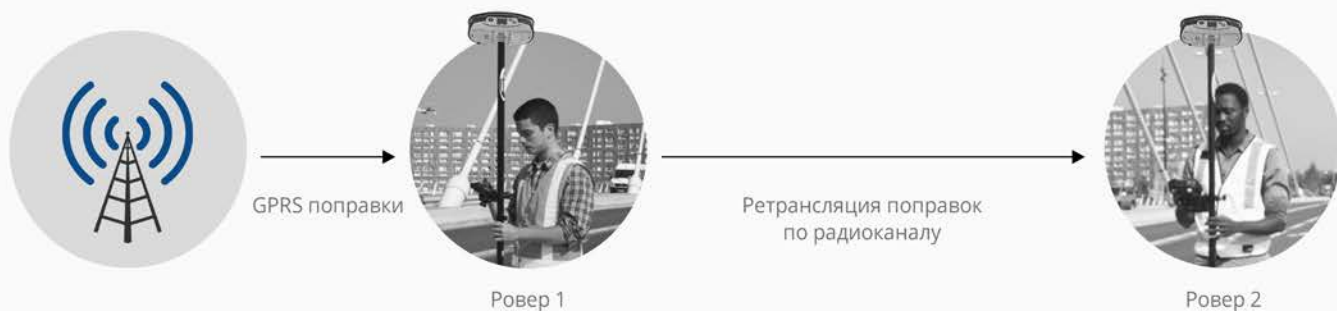 GPRS поправки
Ретрансляция поправок
по радиоканалу
Ровер 1
Ровер 2